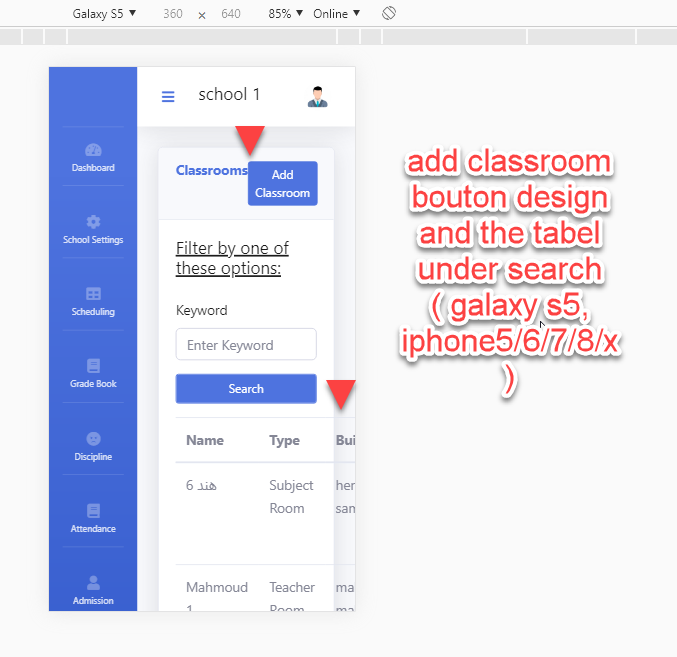 Galaxy S5 ▼ 360 × 640 85% ▼ Online ▼
school 1
Dashboard
School Settings
Scheduling
Grade Book
Discipline
Attendance
Admission
Classrooms
Add
Classroom
Filter by one of
these options:
Keyword
Enter Keyword
Search
Name Type Bui
هند 6 Subject her
Room sam
Mahmoud Teacher ma
1 Room ma
add classroom
bouton design
and the tabel
under search
( galaxy s5,
iphone5/6/7/8/x
)